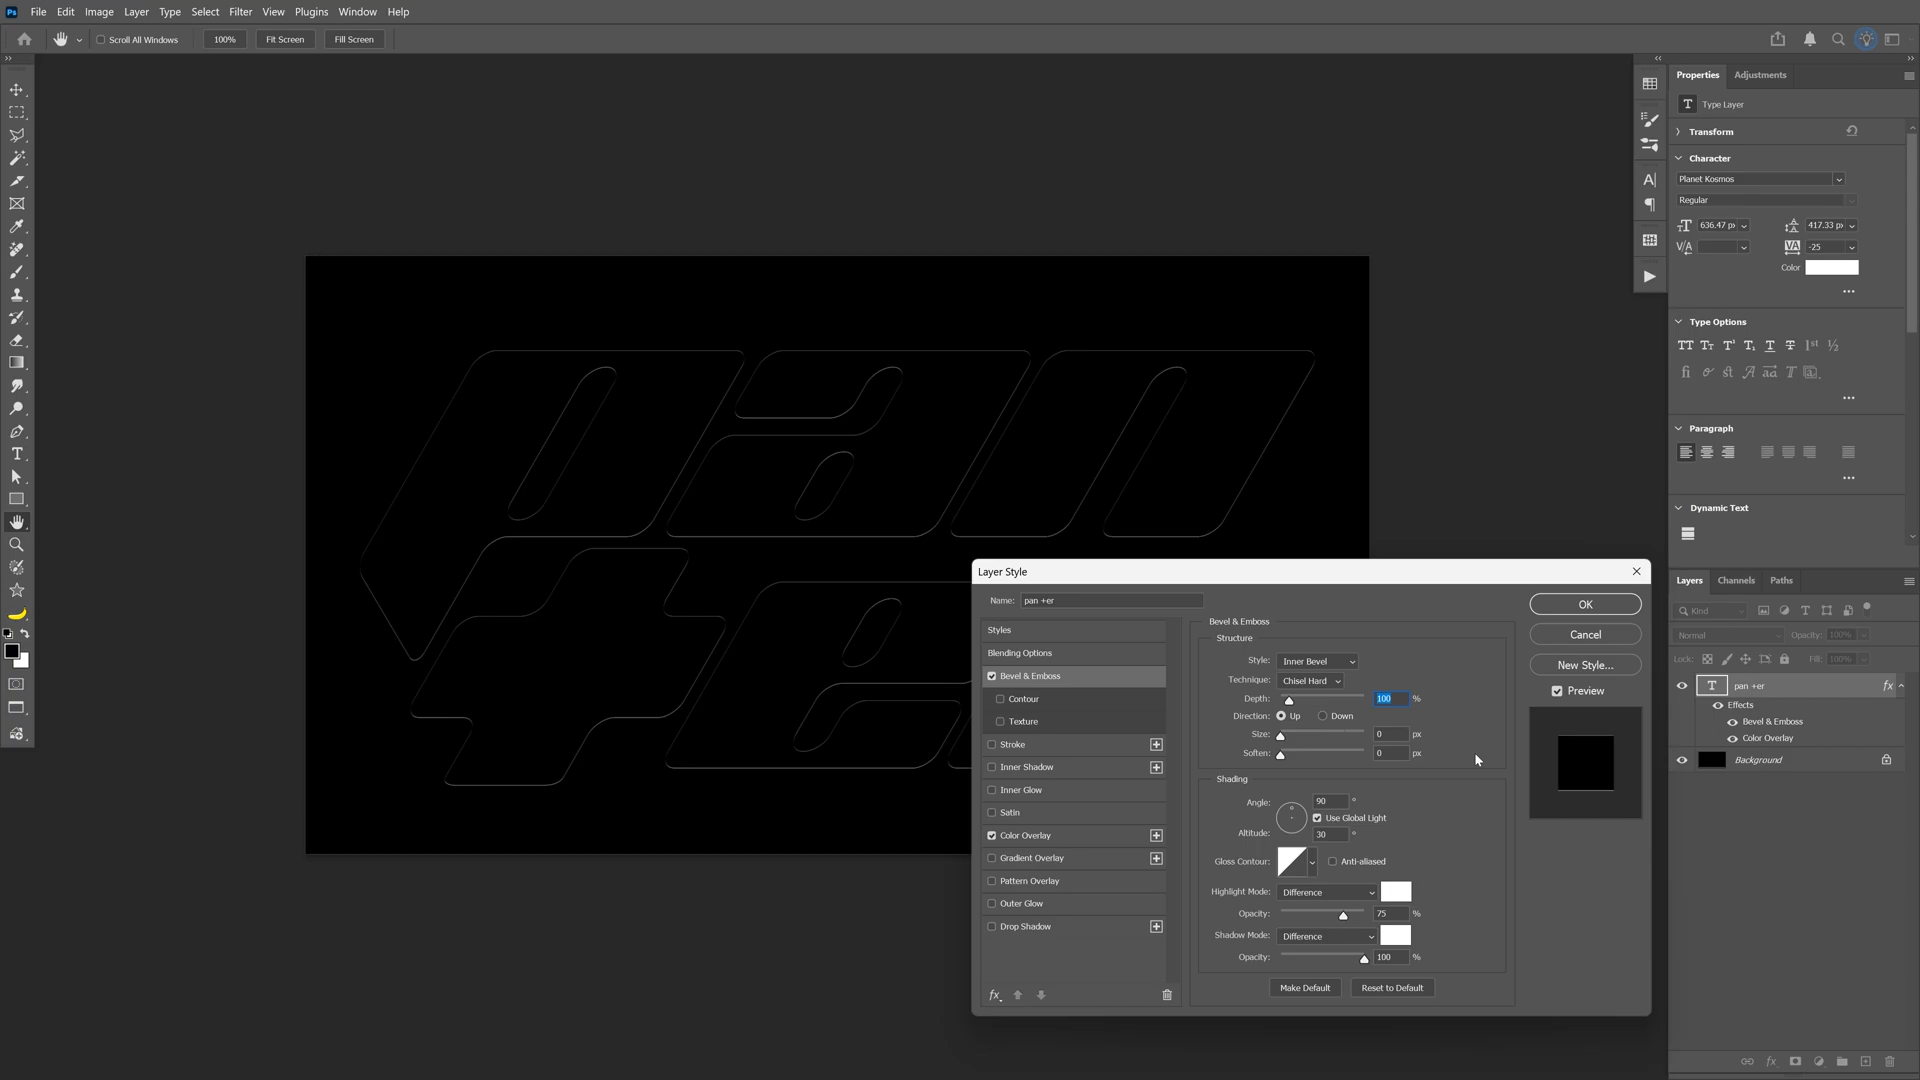 Ps File Edit Image Layer Type Select Filter View Plugins Window Help
Scroll All Windows 100% Fit Screen Fill Screen
Properties Adjustments
T Type Layer
Transform
Character
Planet Kosmos
Regular
636.47 px 417.33 px
-25
Color
Type Options
Paragraph
Dynamic Text
pan
+er
Layer Style
Name: pan +er
Styles
Blending Options
Bevel & Emboss
Contour
Texture
Stroke
Inner Shadow
Inner Glow
Satin
Color Overlay
Gradient Overlay
Pattern Overlay
Outer Glow
Drop Shadow
fx
Bevel & Emboss
Structure
Style: Inner Bevel
Technique: Chisel Hard
Depth: 100 %
Direction: Up Down
Size: 0 px
Soften: 0 px
Shading
Angle: 90 °
Use Global Light
Altitude: 30 °
Gloss Contour: Anti-aliased
Highlight Mode: Difference
Opacity: 75 %
Shadow Mode: Difference
Opacity: 100 %
Make Default Reset to Default
OK
Cancel
New Style...
Preview
Layers Channels Paths
Kind
Normal Opacity: 100%
Lock: Fill: 100%
T pan +er fx
Effects
Bevel & Emboss
Color Overlay
Background
fx